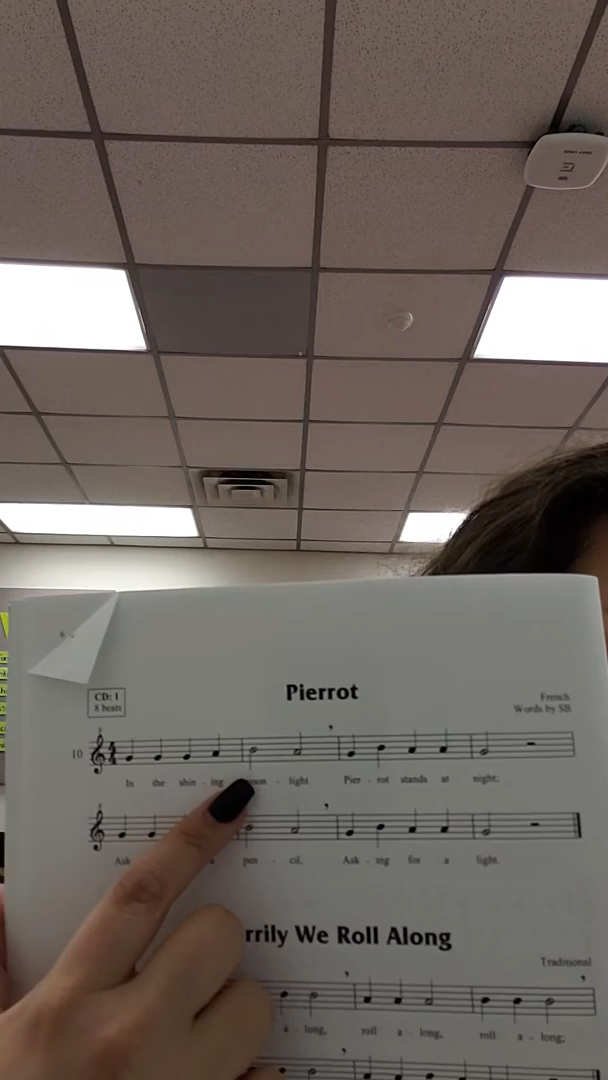 Pierrot
CD: 1
8 beats
French
Words by SB
10
In the shin - ing - light Pier - rot stands at night;
Ask pen - cil, Ask - ing for a light.
We Roll Along
Traditional
a - long, roll a - long, roll a - long;